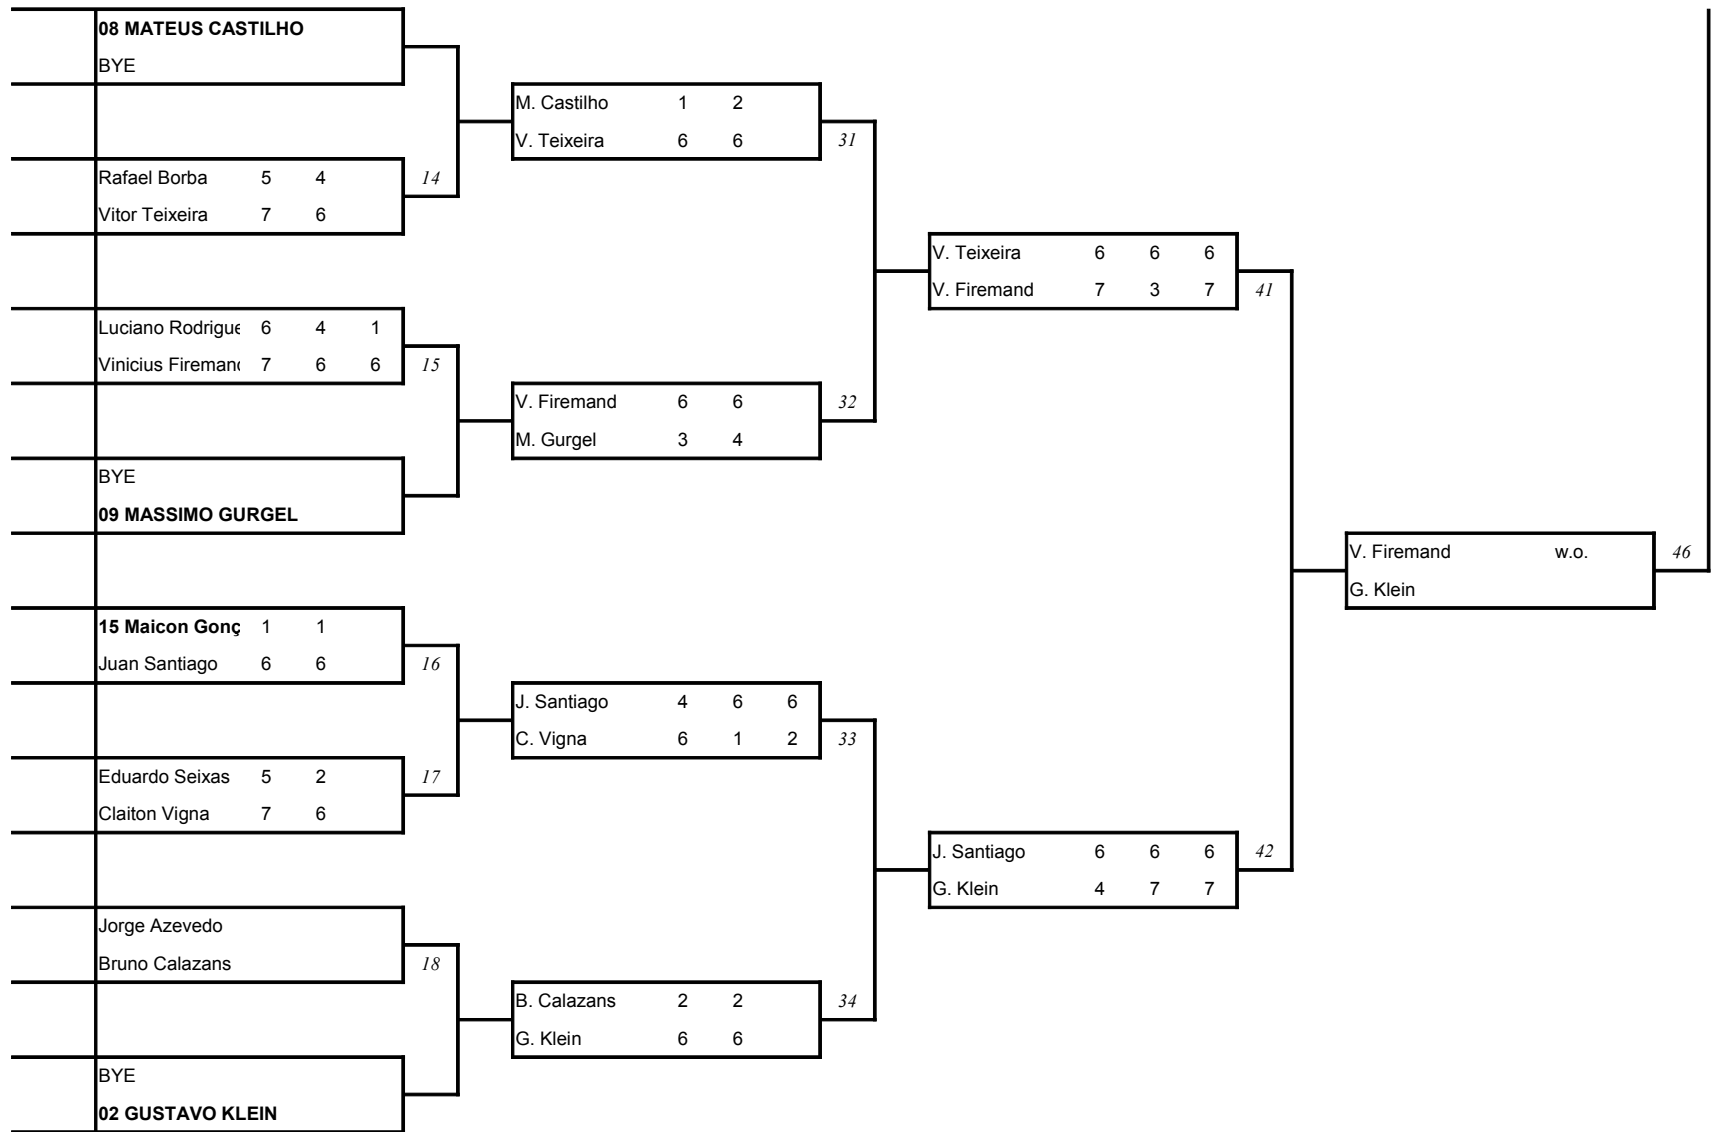 08 MATEUS CASTILHO
BYE
M. Castilho 1 2
V. Teixeira 6 6 31
Rafael Borba 5 4 14
Vitor Teixeira 7 6
V. Teixeira 6 6 6
V. Firemand 7 3 7 41
Luciano Rodrigue 6 4 1
Vinicius Firemand 7 6 6 15
V. Firemand 6 6 32
M. Gurgel 3 4
BYE
09 MASSIMO GURGEL
V. Firemand w.o. 46
G. Klein
15 Maicon Gonç 1 1
Juan Santiago 6 6 16
J. Santiago 4 6 6
C. Vigna 6 1 2 33
Eduardo Seixas 5 2 17
Claiton Vigna 7 6
J. Santiago 6 6 6 42
G. Klein 4 7 7
Jorge Azevedo
Bruno Calazans 18
B. Calazans 2 2 34
G. Klein 6 6
BYE
02 GUSTAVO KLEIN